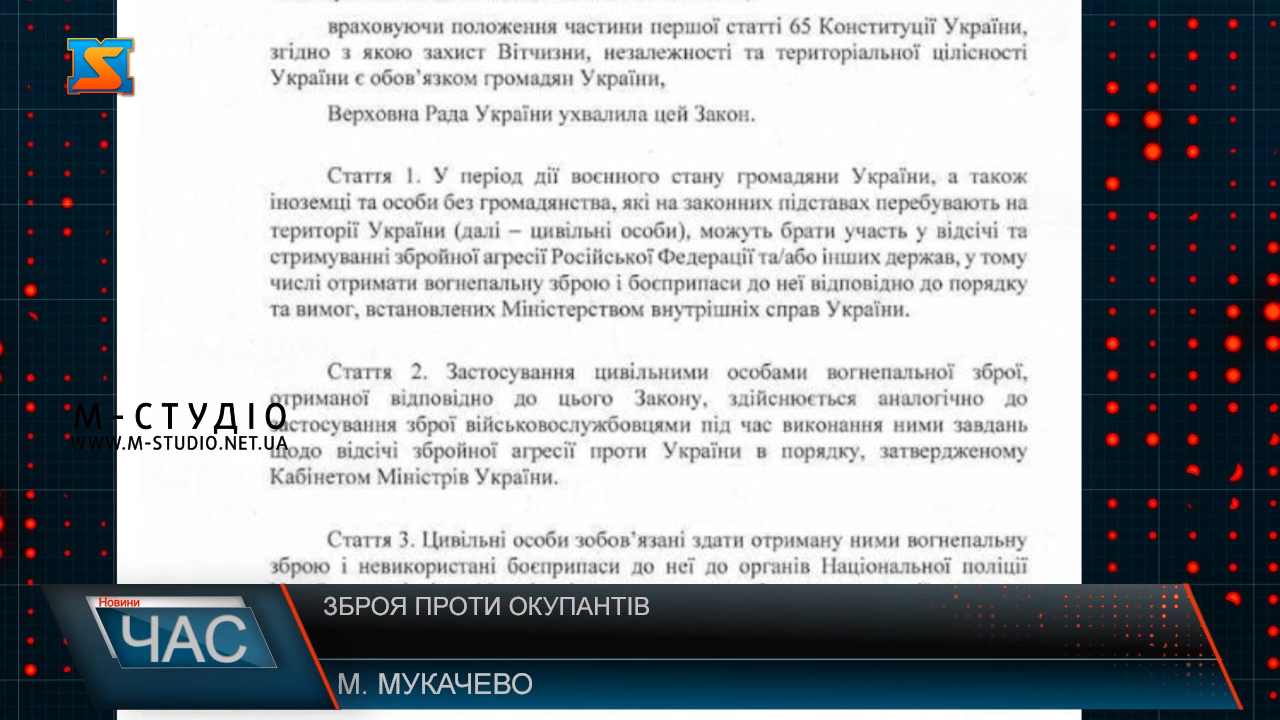 враховуючи положення частини першої статті 65 Конституції України,
згідно з якою захист Вітчизни, незалежності та територіальної цілісності
України є обов’язком громадян України,
Верховна Рада України ухвалила цей Закон.
Стаття 1. У період дії воєнного стану громадяни України, а також
іноземці та особи без громадянства, які на законних підставах перебувають на
території України (далі – цивільні особи), можуть брати участь у відсічі та
стримуванні збройної агресії Російської Федерації та/або інших держав, у тому
числі отримати вогнепальну зброю і боєприпаси до неї відповідно до порядку
та вимог, встановлених Міністерством внутрішніх справ України.
Стаття 2. Застосування цивільними особами вогнепальної зброї,
отриманої відповідно до цього Закону, здійснюється аналогічно до
застосування зброї військовослужбовцями під час виконання ними завдань
щодо відсічі збройної агресії проти України в порядку, затвердженому
Кабінетом Міністрів України.
Стаття 3. Цивільні особи зобов’язані здати отриману ними вогнепальну
зброю і невикористані боєприпаси до неї до органів Національної поліції
М-СТУДІО
WWW.M-STUDIO.NET.UA
Новини
ЧАС
ЗБРОЯ ПРОТИ ОКУПАНТІВ
М. МУКАЧЕВО